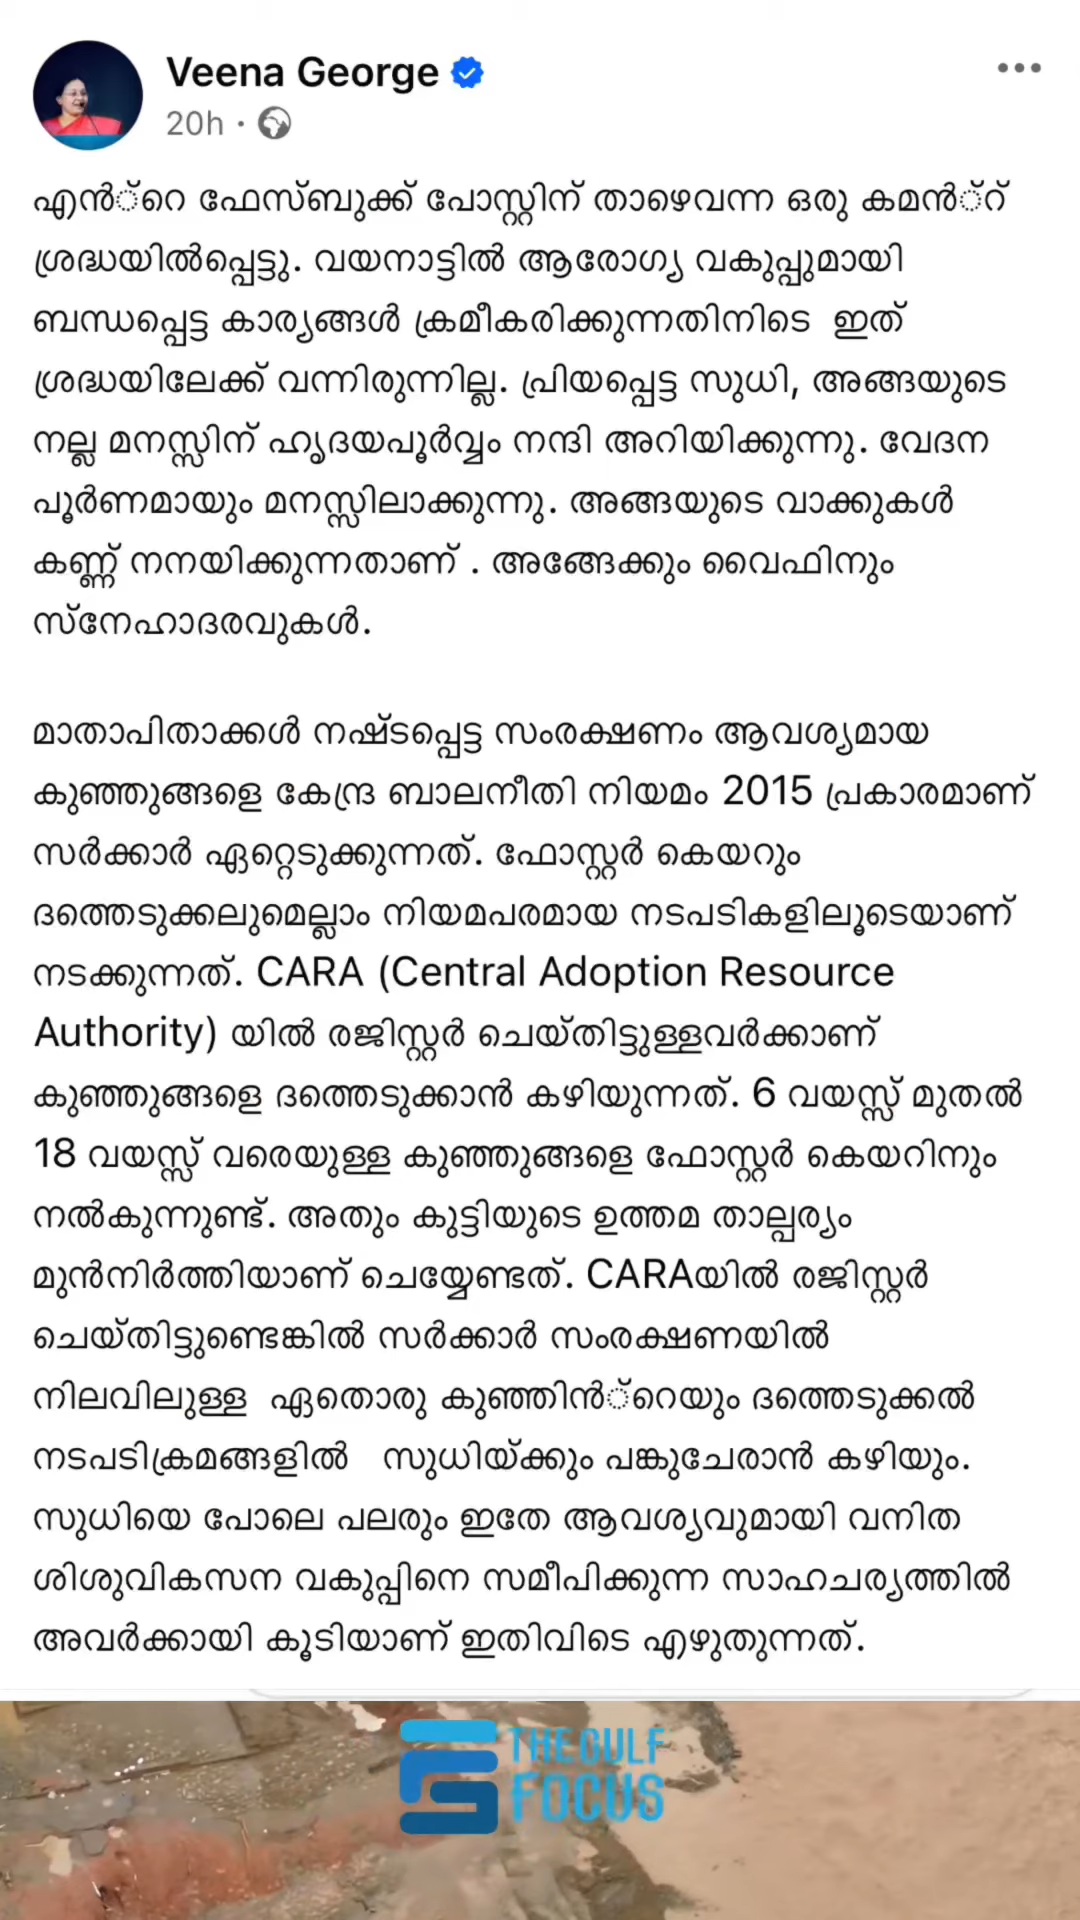 Veena George
20h
എൻ്റെ ഫേസ്ബുക്ക് പോസ്റ്റിന് താഴെവന്ന ഒരു കമൻ്റ്
ശ്രദ്ധയിൽപ്പെട്ടു. വയനാട്ടിൽ ആരോഗ്യ വകുപ്പുമായി
ബന്ധപ്പെട്ട കാര്യങ്ങൾ ക്രമീകരിക്കുന്നതിനിടെ  ഇത്
ശ്രദ്ധയിലേക്ക് വന്നിരുന്നില്ല. പ്രിയപ്പെട്ട സുധി, അങ്ങയുടെ
നല്ല മനസ്സിന് ഹൃദയപൂർവ്വം നന്ദി അറിയിക്കുന്നു. വേദന
പൂർണമായും മനസ്സിലാക്കുന്നു. അങ്ങയുടെ വാക്കുകൾ
കണ്ണ് നനയിക്കുന്നതാണ് . അങ്ങേക്കും വൈഫിനും
സ്നേഹാദരവുകൾ.
മാതാപിതാക്കൾ നഷ്ടപ്പെട്ട സംരക്ഷണം ആവശ്യമായ
കുഞ്ഞുങ്ങളെ കേന്ദ്ര ബാലനീതി നിയമം 2015 പ്രകാരമാണ്
സർക്കാർ ഏറ്റെടുക്കുന്നത്. ഫോസ്റ്റർ കെയറും
ദത്തെടുക്കലുമെല്ലാം നിയമപരമായ നടപടികളിലൂടെയാണ്
നടക്കുന്നത്. CARA (Central Adoption Resource
Authority) യിൽ രജിസ്റ്റർ ചെയ്തിട്ടുള്ളവർക്കാണ്
കുഞ്ഞുങ്ങളെ ദത്തെടുക്കാൻ കഴിയുന്നത്. 6 വയസ്സ് മുതൽ
18 വയസ്സ് വരെയുള്ള കുഞ്ഞുങ്ങളെ ഫോസ്റ്റർ കെയറിനും
നൽകുന്നുണ്ട്. അതും കുട്ടിയുടെ ഉത്തമ താല്പര്യം
മുൻനിർത്തിയാണ് ചെയ്യേണ്ടത്. CARAയിൽ രജിസ്റ്റർ
ചെയ്തിട്ടുണ്ടെങ്കിൽ സർക്കാർ സംരക്ഷണയിൽ
നിലവിലുള്ള  ഏതൊരു കുഞ്ഞിൻ്റെയും ദത്തെടുക്കൽ
നടപടിക്രമങ്ങളിൽ   സുധിയ്ക്കും പങ്കുചേരാൻ കഴിയും.
സുധിയെ പോലെ പലരും ഇതേ ആവശ്യവുമായി വനിത
ശിശുവികസന വകുപ്പിനെ സമീപിക്കുന്ന സാഹചര്യത്തിൽ
അവർക്കായി കൂടിയാണ് ഇതിവിടെ എഴുതുന്നത്.
THE GULF
FOCUS